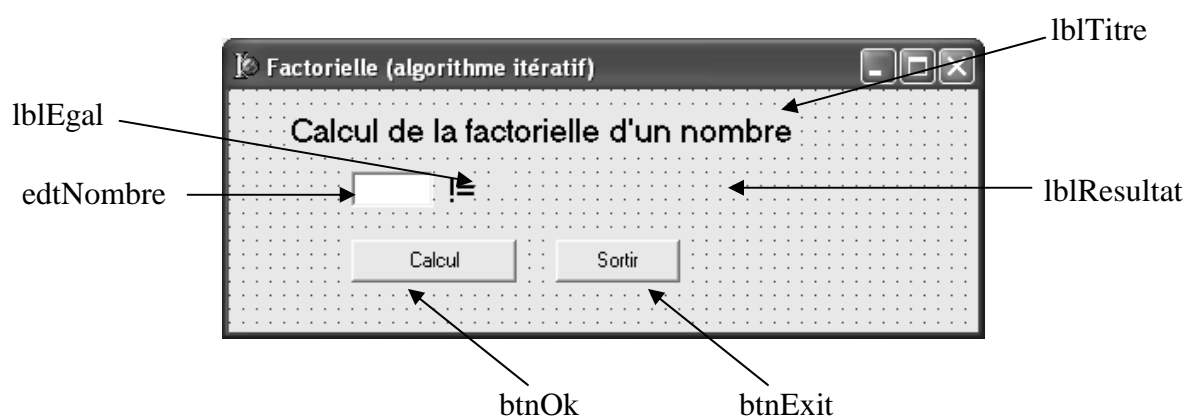 lblTitre
Factorielle (algorithme itératif)
lblEgal
Calcul de la factorielle d'un nombre
edtNombre
!=
lblResultat
Calcul
Sortir
btnOk
btnExit